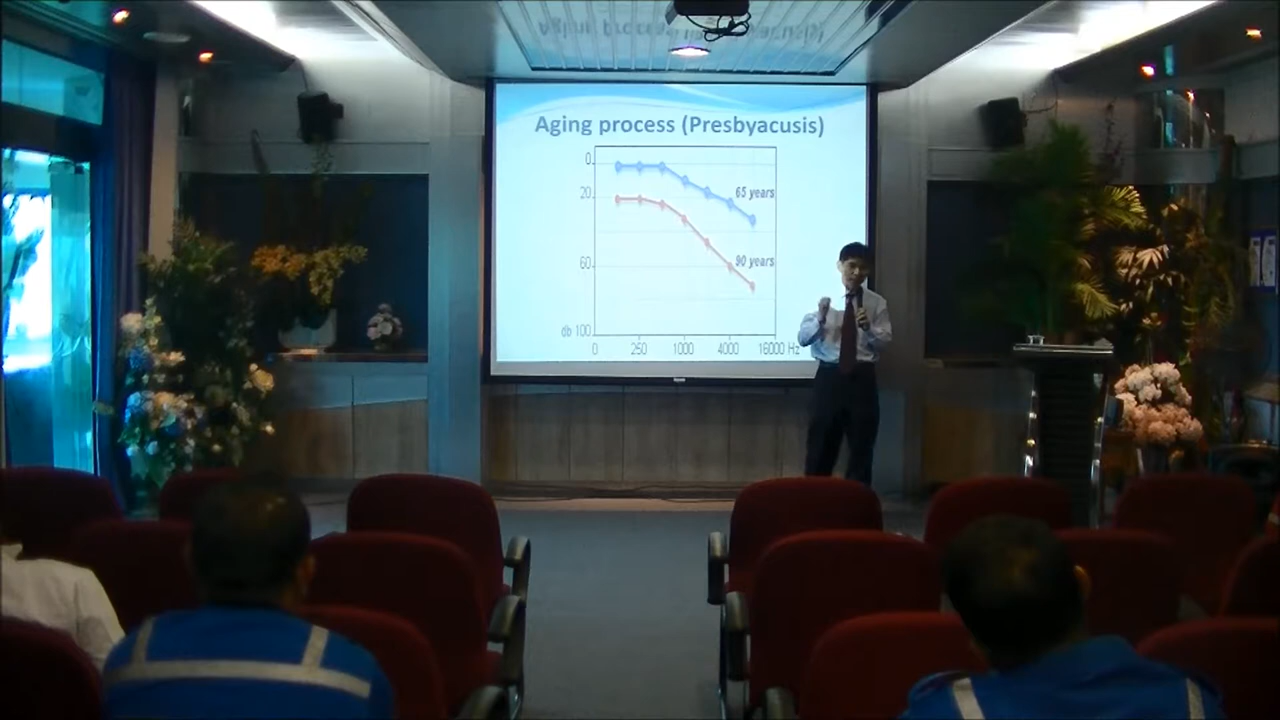 Aging process (Presbyacusis)
0
20
65 years
60
90 years
db 100
0 250 1000 4000 16000 Hz